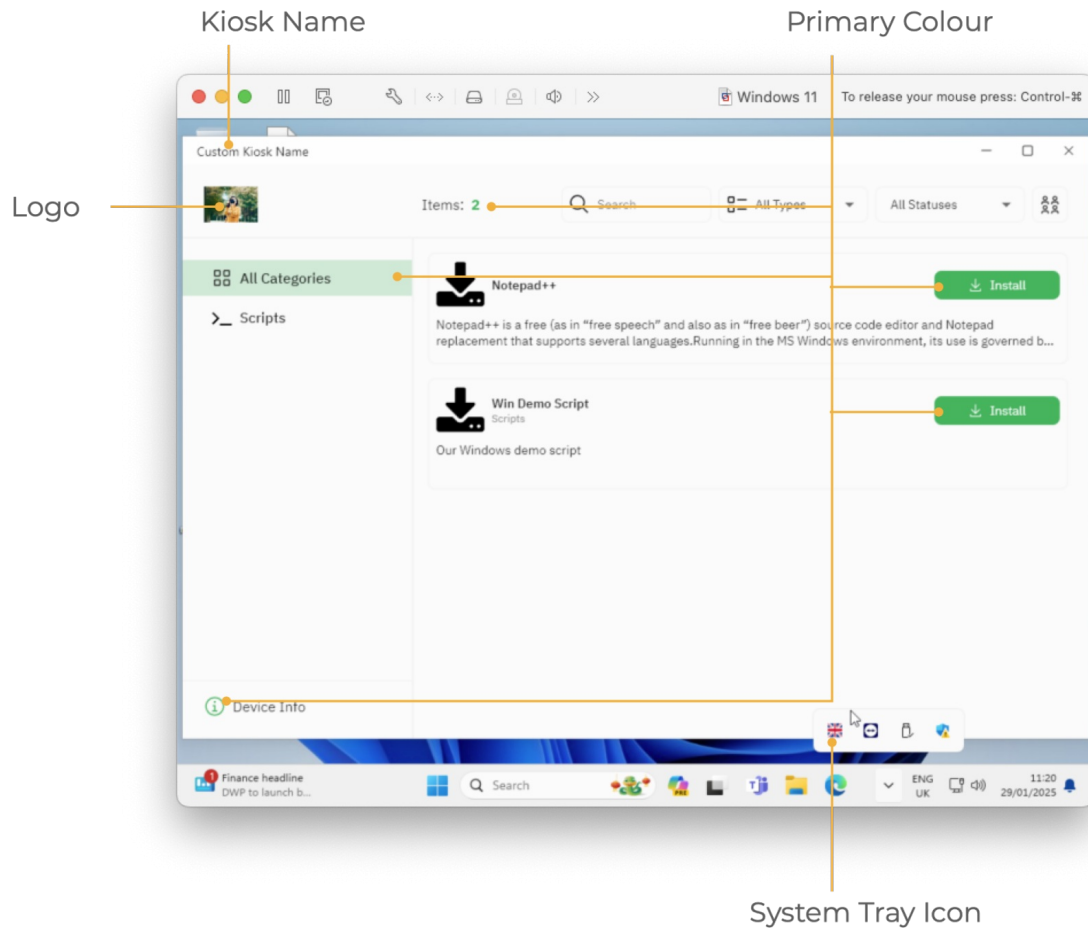 Kiosk Name
Primary Colour
Windows 11
To release your mouse press: Control-⌘
Custom Kiosk Name
Logo
Items: 2
Search
All Types
All Statuses
All Categories
Scripts
Notepad++
Install
Notepad++ is a free (as in “free speech” and also as in “free beer”) source code editor and Notepad
replacement that supports several languages.Running in the MS Windows environment, its use is governed b...
Win Demo Script
Scripts
Install
Our Windows demo script
Device Info
1
Finance headline
DWP to launch b...
Search
PRE
ENG
UK
11:20
29/01/2025
System Tray Icon